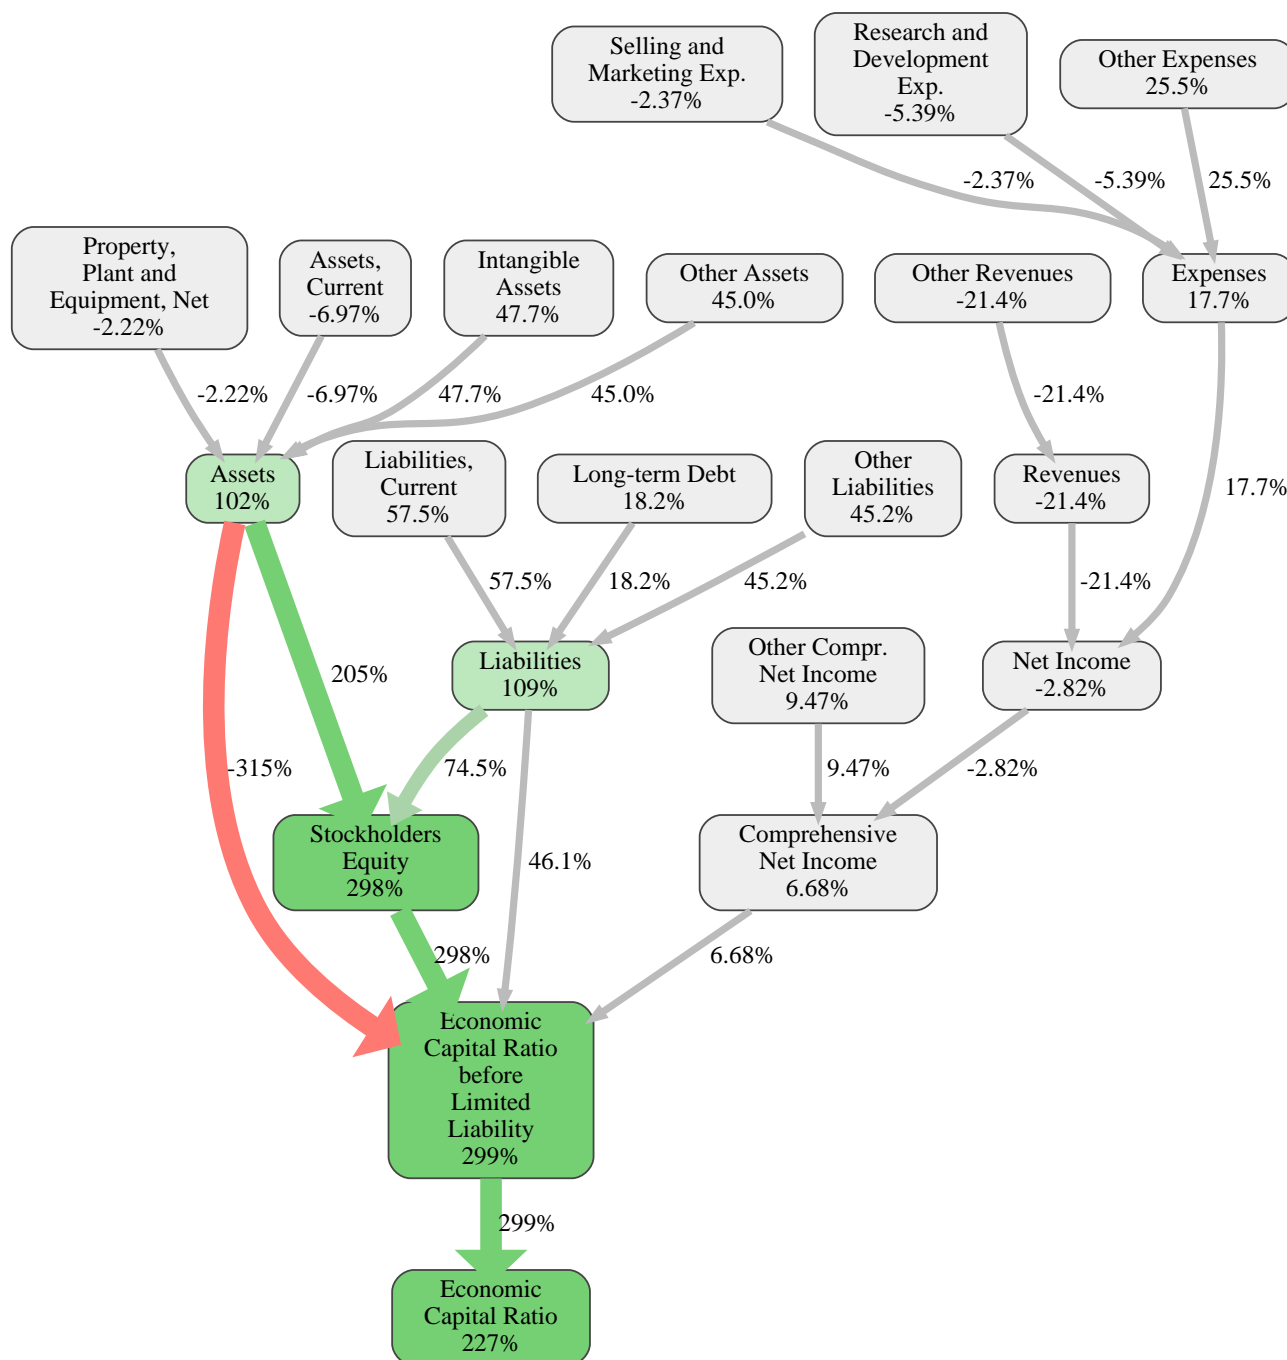 Selling and
Marketing Exp.
-2.37%
Research and
Development
Exp.
-5.39%
Other Expenses
25.5%
-2.37%
-5.39%
25.5%
Property,
Plant and
Equipment, Net
-2.22%
Assets,
Current
-6.97%
Intangible
Assets
47.7%
Other Assets
45.0%
Other Revenues
-21.4%
Expenses
17.7%
-2.22%
-6.97%
47.7%
45.0%
-21.4%
17.7%
Assets
102%
Liabilities,
Current
57.5%
Long-term Debt
18.2%
Other
Liabilities
45.2%
Revenues
-21.4%
57.5%
18.2%
45.2%
-21.4%
205%
Liabilities
109%
Other Compr.
Net Income
9.47%
Net Income
-2.82%
-315%
74.5%
9.47%
-2.82%
Stockholders
Equity
298%
46.1%
Comprehensive
Net Income
6.68%
298%
6.68%
Economic
Capital Ratio
before
Limited
Liability
299%
299%
Economic
Capital Ratio
227%